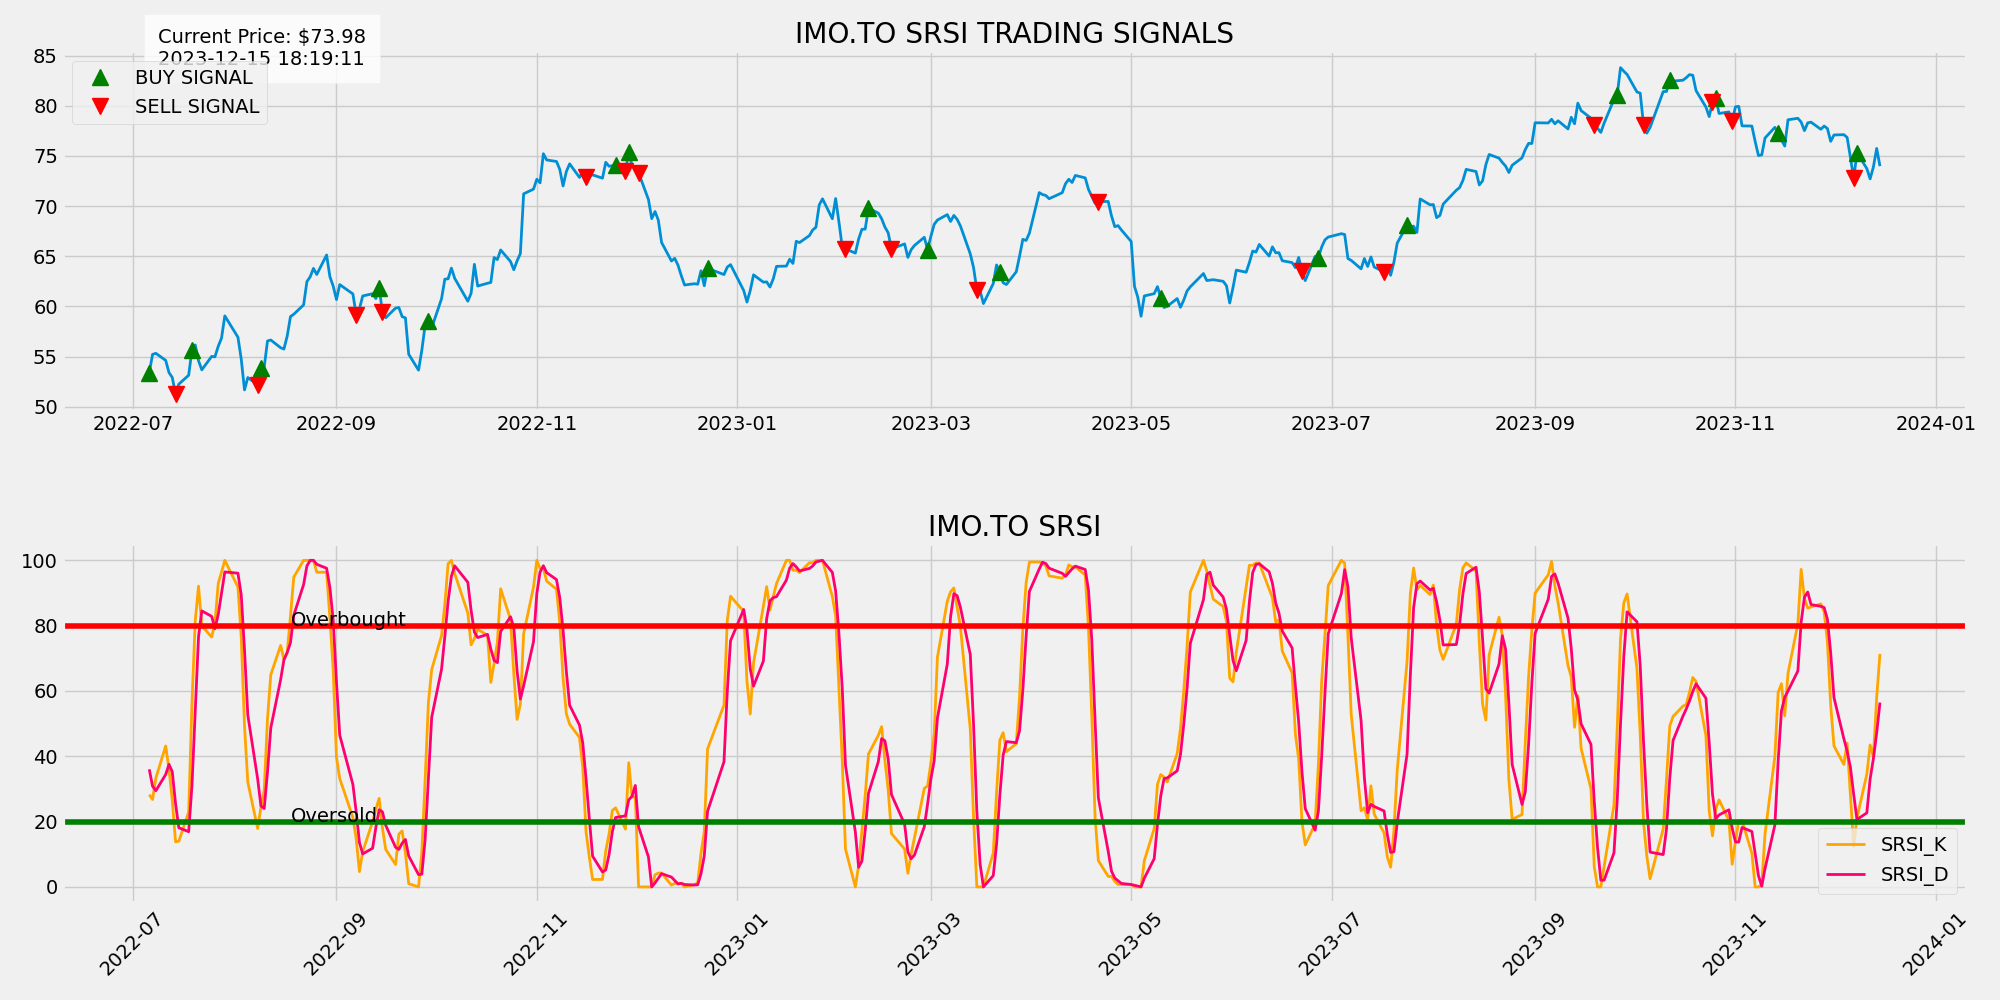 IMO.TO SRSI TRADING SIGNALS
Current Price: $73.98
2023-12-15 18:19:11
BUY SIGNAL
SELL SIGNAL
85
80
75
70
65
60
55
50
2022-07 2022-09 2022-11 2023-01 2023-03 2023-05 2023-07 2023-09 2023-11 2024-01
IMO.TO SRSI
100
80
60
40
20
0
Overbought
Oversold
SRSI_K
SRSI_D
2022-07 2022-09 2022-11 2023-01 2023-03 2023-05 2023-07 2023-09 2023-11 2024-01